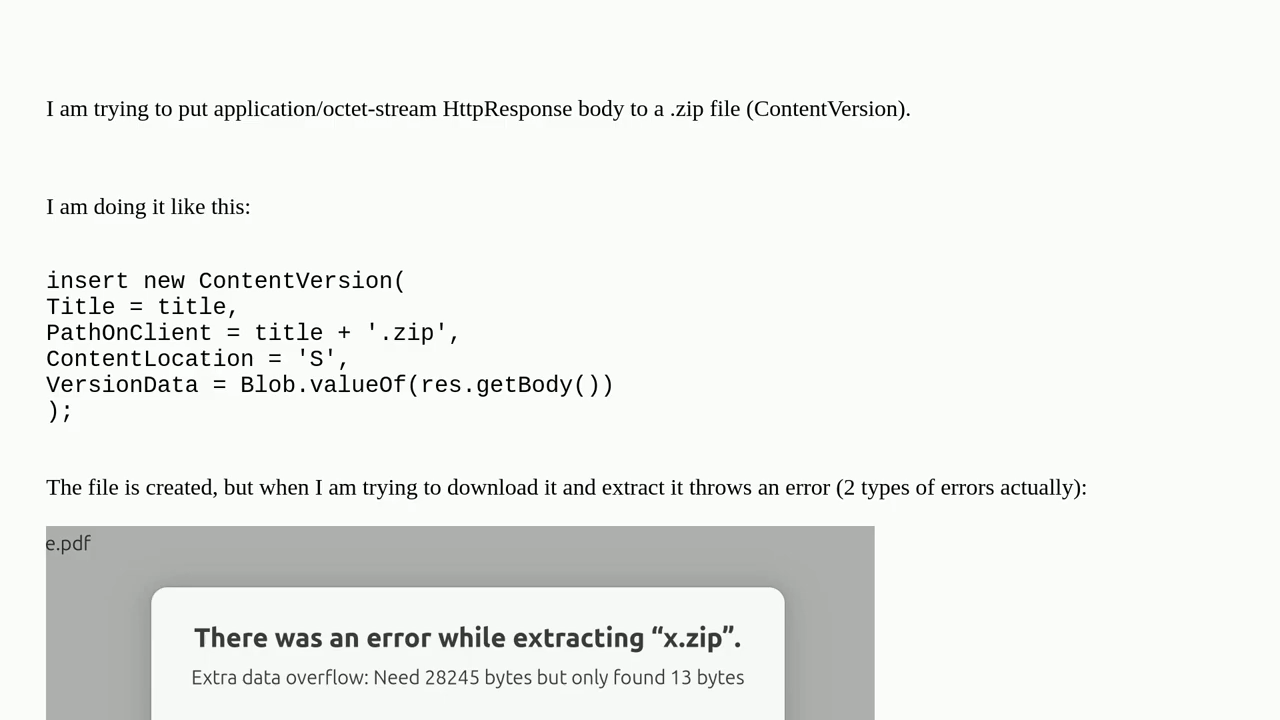 I am trying to put application/octet-stream HttpResponse body to a .zip file (ContentVersion).
I am doing it like this:
insert new ContentVersion(
Title = title,
PathOnClient = title + '.zip',
ContentLocation = 'S',
VersionData = Blob.valueOf(res.getBody())
);
The file is created, but when I am trying to download it and extract it throws an error (2 types of errors actually):
e.pdf
There was an error while extracting “x.zip”.
Extra data overflow: Need 28245 bytes but only found 13 bytes